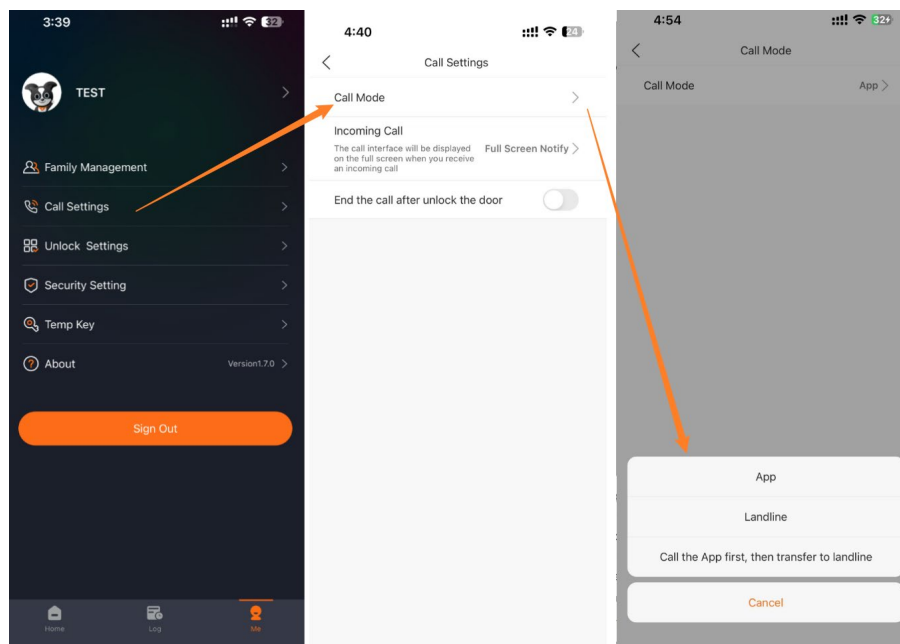 3:39
32
TEST
Family Management
Call Settings
Unlock Settings
Security Setting
Temp Key
About
Version1.7.0
Sign Out
Home
Log
Me
4:40
24
Call Settings
Call Mode
Incoming Call
The call interface will be displayed
on the full screen when you receive
an incoming call
Full Screen Notify
End the call after unlock the door
4:54
32
Call Mode
Call Mode
App
App
Landline
Call the App first, then transfer to landline
Cancel